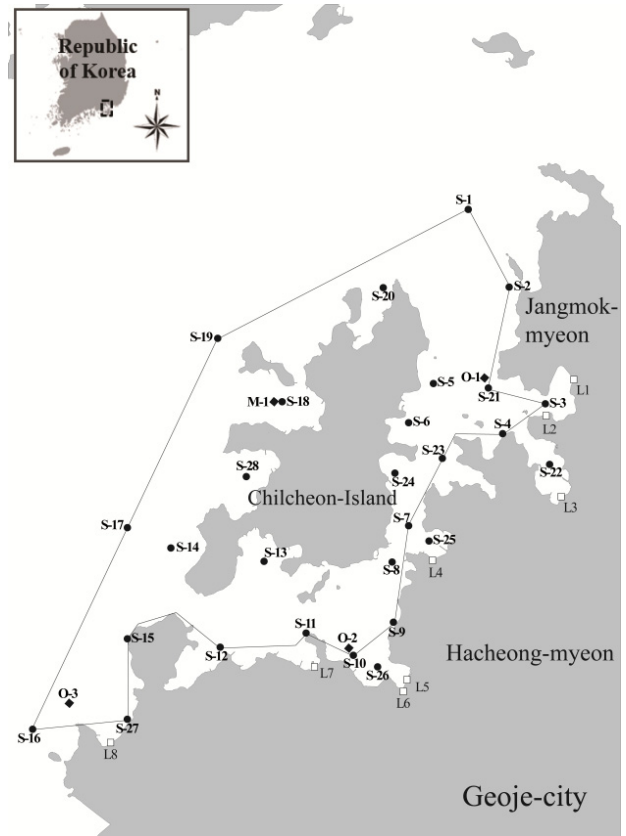 Republic
of Korea
N
S-1
S-2
S-20
Jangmok-
myeon
S-19
O-1
S-5
S-21
L1
M-1
S-18
S-3
L2
S-6
S-4
S-23
S-22
S-28
S-24
L3
Chilcheon-Island
S-17
S-7
S-14
S-13
S-25
S-8
L4
S-11
S-9
S-15
O-2
S-12
S-10
Hacheong-myeon
S-26
L7
L5
L6
O-3
S-16
S-27
L8
Geoje-city